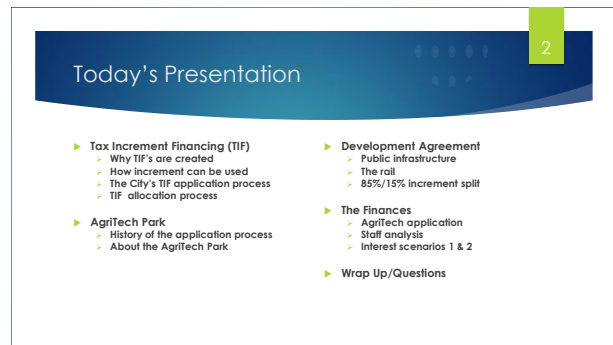 2
Today's Presentation
Tax Increment Financing (TIF)
Why TIF's are created
How increment can be used
The City's TIF application process
TIF allocation process
AgriTech Park
History of the application process
About the AgriTech Park
Development Agreement
Public infrastructure
The rail
85%/15% increment split
The Finances
AgriTech application
Staff analysis
Interest scenarios 1 & 2
Wrap Up/Questions